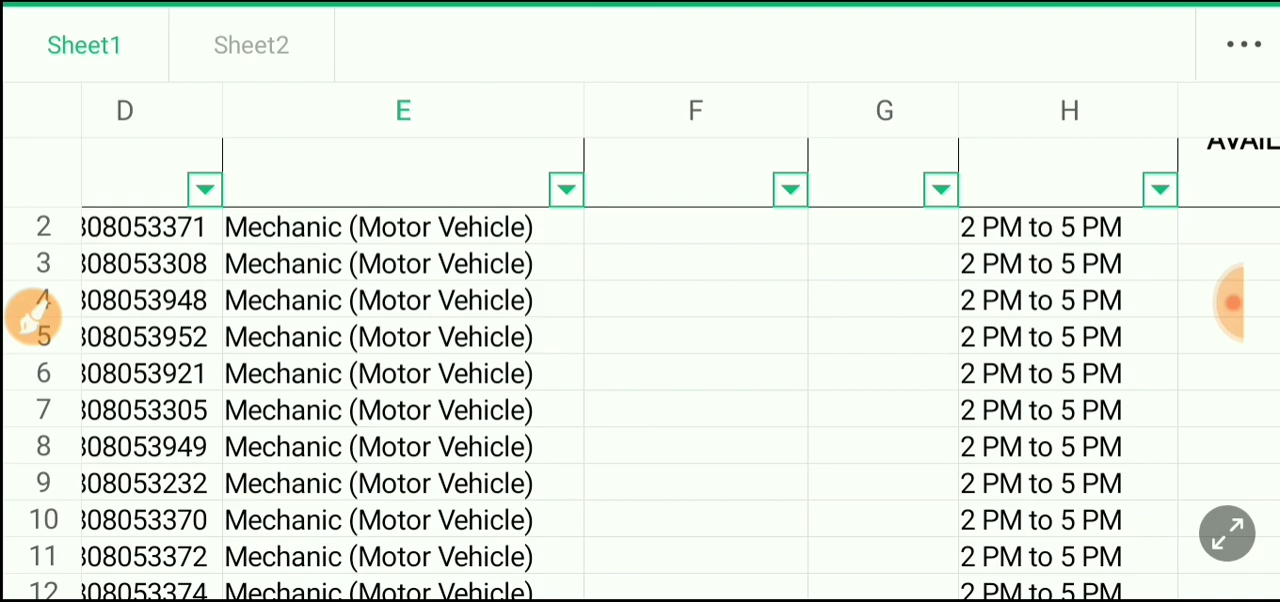 Sheet1 Sheet2 •••
D E F G H
AVAIL
2 308053371 Mechanic (Motor Vehicle) 2 PM to 5 PM
3 308053308 Mechanic (Motor Vehicle) 2 PM to 5 PM
4 308053948 Mechanic (Motor Vehicle) 2 PM to 5 PM
5 308053952 Mechanic (Motor Vehicle) 2 PM to 5 PM
6 308053921 Mechanic (Motor Vehicle) 2 PM to 5 PM
7 308053305 Mechanic (Motor Vehicle) 2 PM to 5 PM
8 308053949 Mechanic (Motor Vehicle) 2 PM to 5 PM
9 308053232 Mechanic (Motor Vehicle) 2 PM to 5 PM
10 308053370 Mechanic (Motor Vehicle) 2 PM to 5 PM
11 308053372 Mechanic (Motor Vehicle) 2 PM to 5 PM
12 308053374 Mechanic (Motor Vehicle) 2 PM to 5 PM